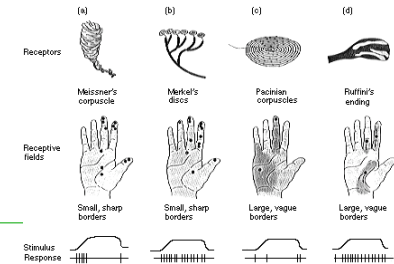 (a) (b) (c) (d)
Receptors
Meissner's corpuscle
Merkel's discs
Pacinian corpuscles
Ruffini's ending
Receptive fields
Small, sharp borders
Small, sharp borders
Large, vague borders
Large, vague borders
Stimulus
Response